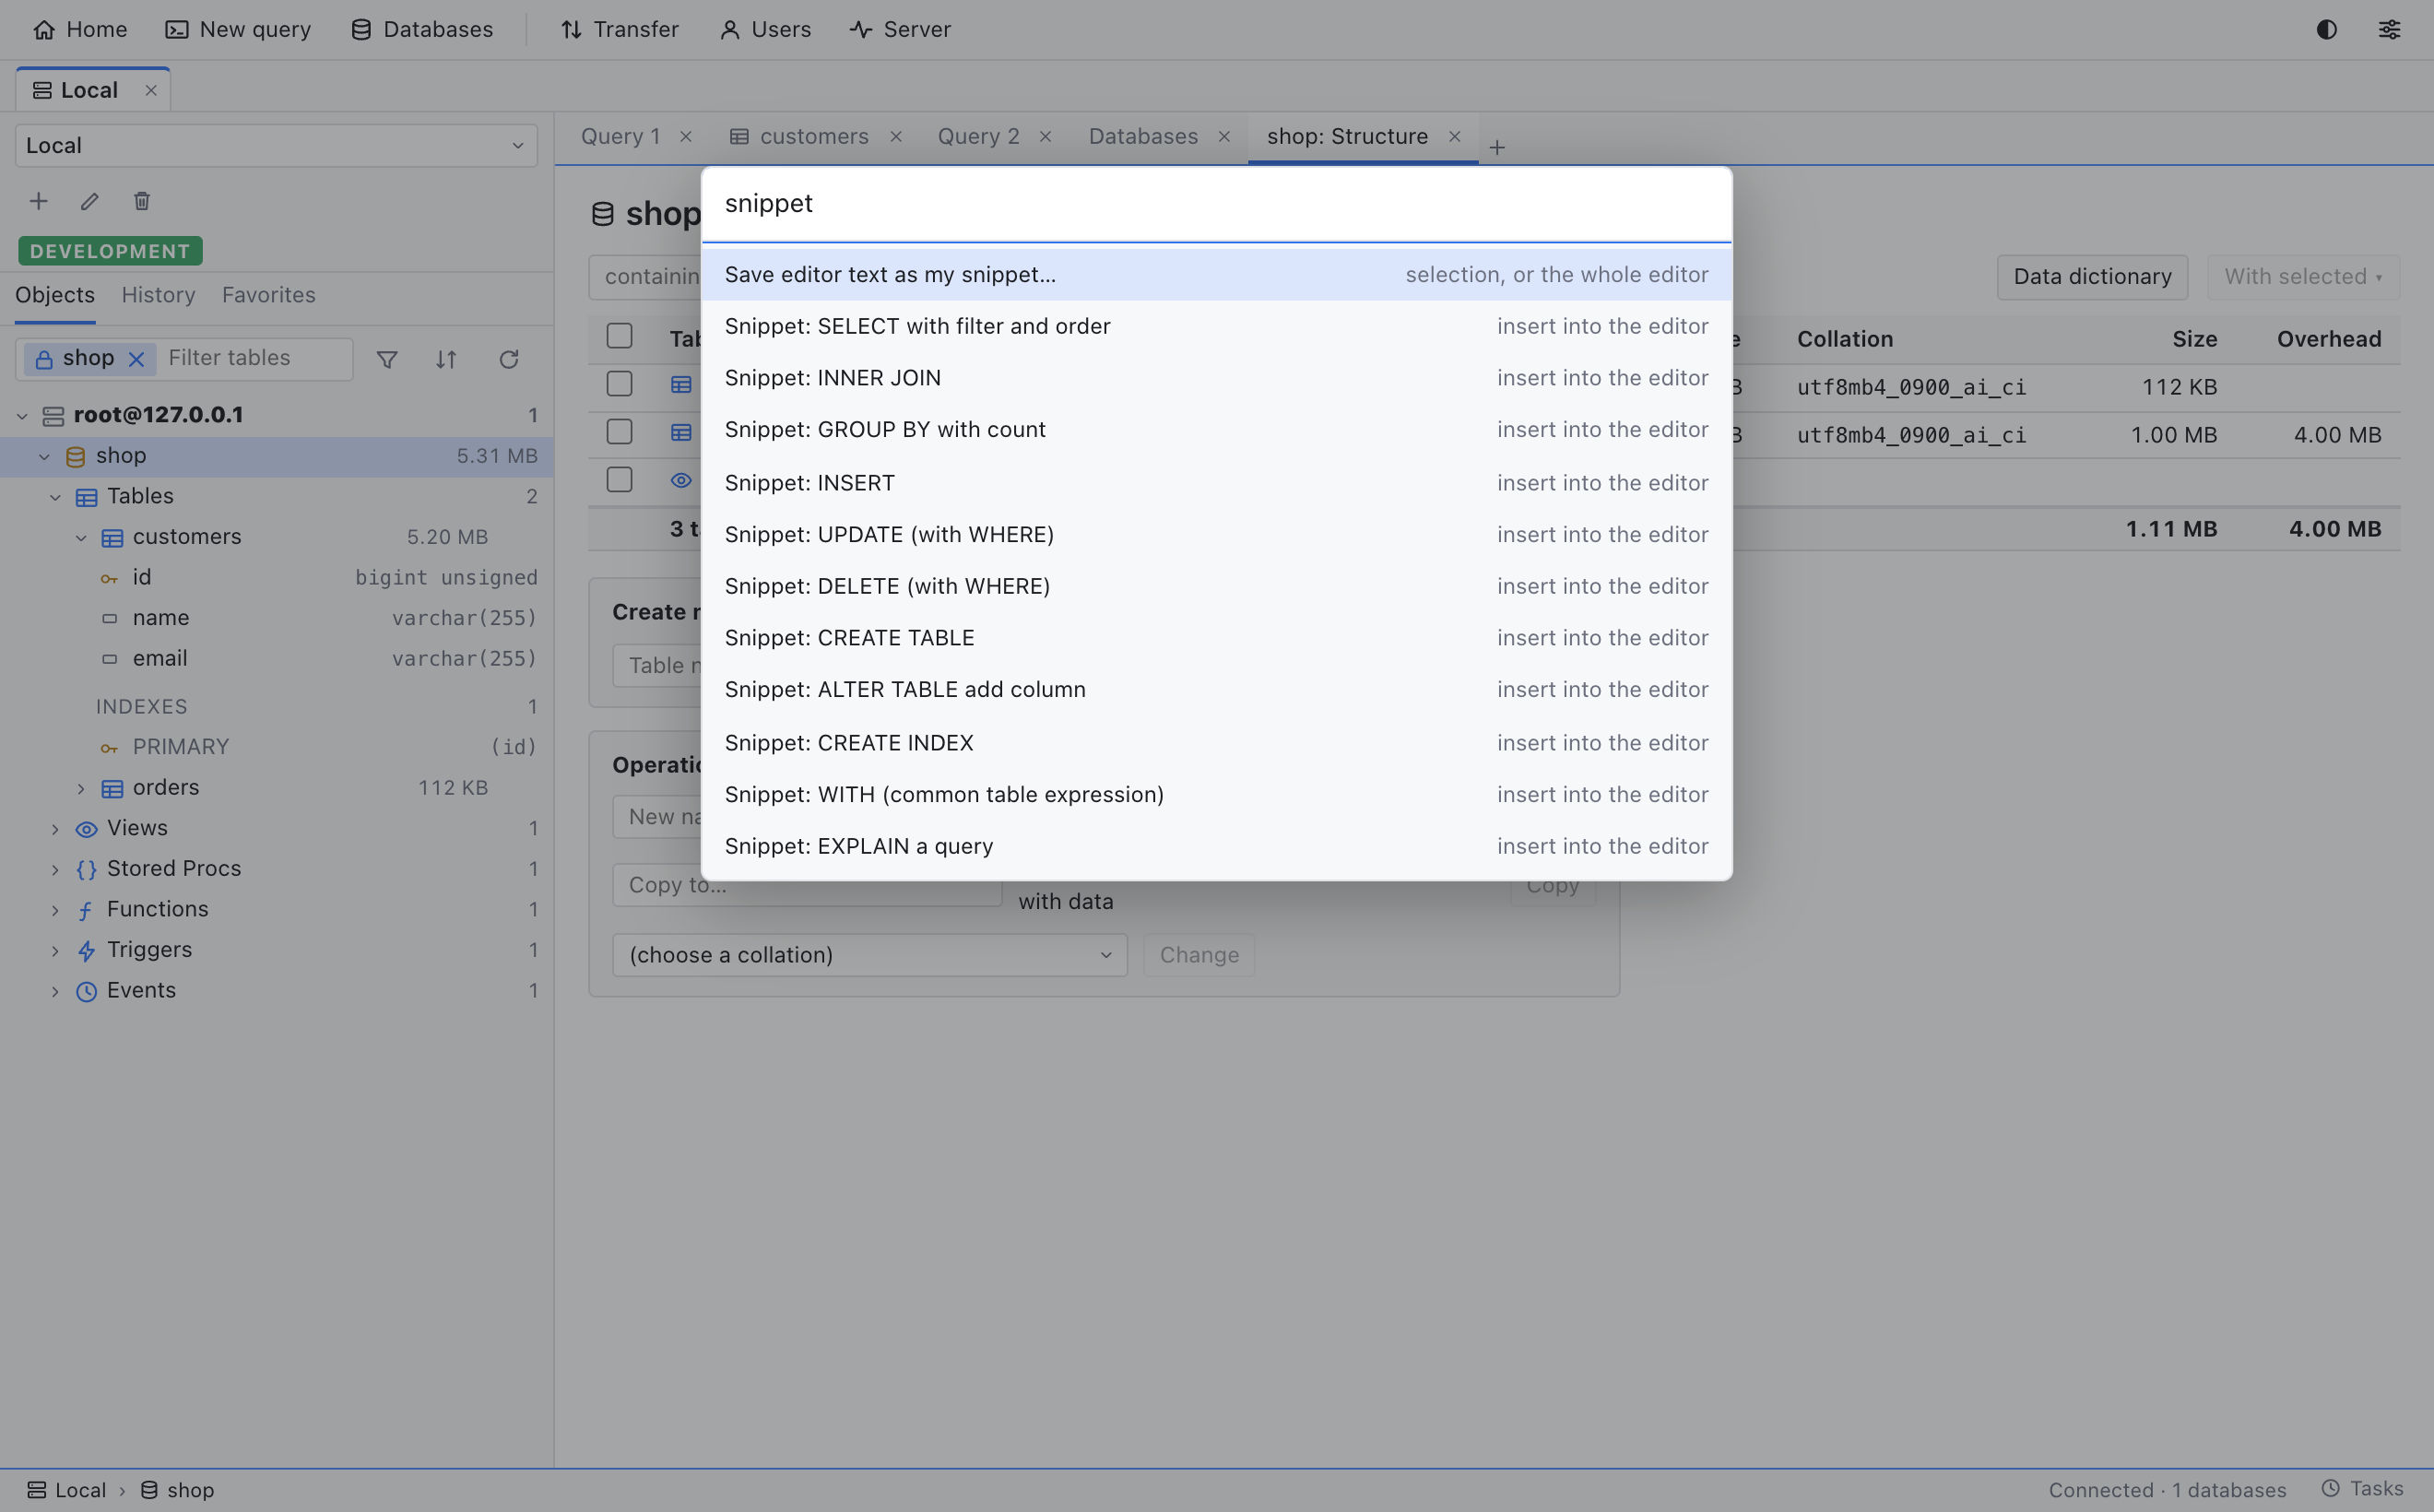 Home New query Databases Transfer Users Server
Local
Local
DEVELOPMENT
Objects History Favorites
shop Filter tables
root@127.0.0.1 1
shop 5.31 MB
Tables 2
customers 5.20 MB
id bigint unsigned
name varchar(255)
email varchar(255)
INDEXES 1
PRIMARY (id)
orders 112 KB
Views 1
Stored Procs 1
Functions 1
Triggers 1
Events 1
Query 1 customers Query 2 Databases shop: Structure
shop
Data dictionary With selected
Collation Size Overhead
utf8mb4_0900_ai_ci 112 KB
utf8mb4_0900_ai_ci 1.00 MB 4.00 MB
1.11 MB 4.00 MB
snippet
Save editor text as my snippet... selection, or the whole editor
Snippet: SELECT with filter and order insert into the editor
Snippet: INNER JOIN insert into the editor
Snippet: GROUP BY with count insert into the editor
Snippet: INSERT insert into the editor
Snippet: UPDATE (with WHERE) insert into the editor
Snippet: DELETE (with WHERE) insert into the editor
Snippet: CREATE TABLE insert into the editor
Snippet: ALTER TABLE add column insert into the editor
Snippet: CREATE INDEX insert into the editor
Snippet: WITH (common table expression) insert into the editor
Snippet: EXPLAIN a query insert into the editor
Create
Table
New
Copy to... with data Copy
(choose a collation) Change
Local › shop
Connected · 1 databases Tasks